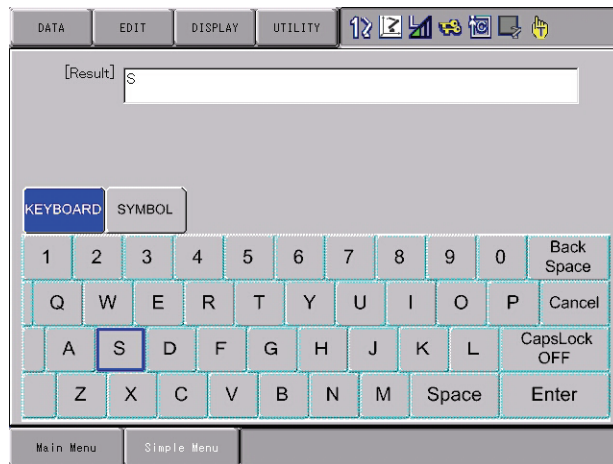 DATA EDIT DISPLAY UTILITY
[Result] S
KEYBOARD SYMBOL
1 2 3 4 5 6 7 8 9 0 Back Space
Q W E R T Y U I O P Cancel
A S D F G H J K L CapsLock OFF
Z X C V B N M Space Enter
Main Menu Simple Menu